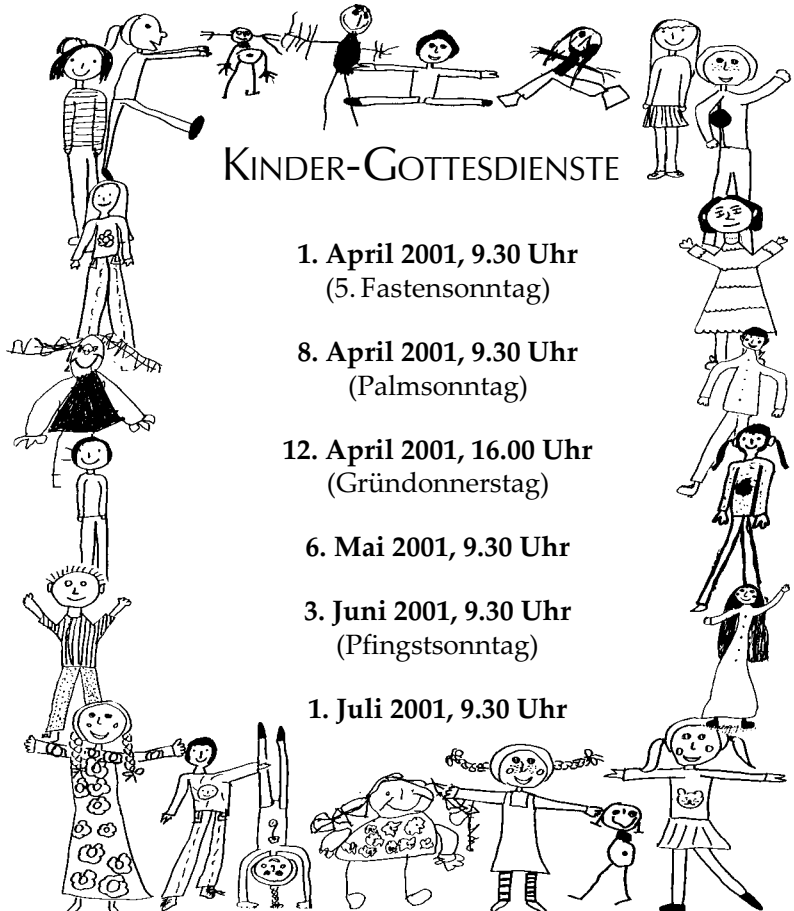 KINDER-GOTTESDIENSTE
1. April 2001, 9.30 Uhr
(5. Fastensonntag)
8. April 2001, 9.30 Uhr
(Palmsonntag)
12. April 2001, 16.00 Uhr
(Gründonnerstag)
6. Mai 2001, 9.30 Uhr
3. Juni 2001, 9.30 Uhr
(Pfingstsonntag)
1. Juli 2001, 9.30 Uhr